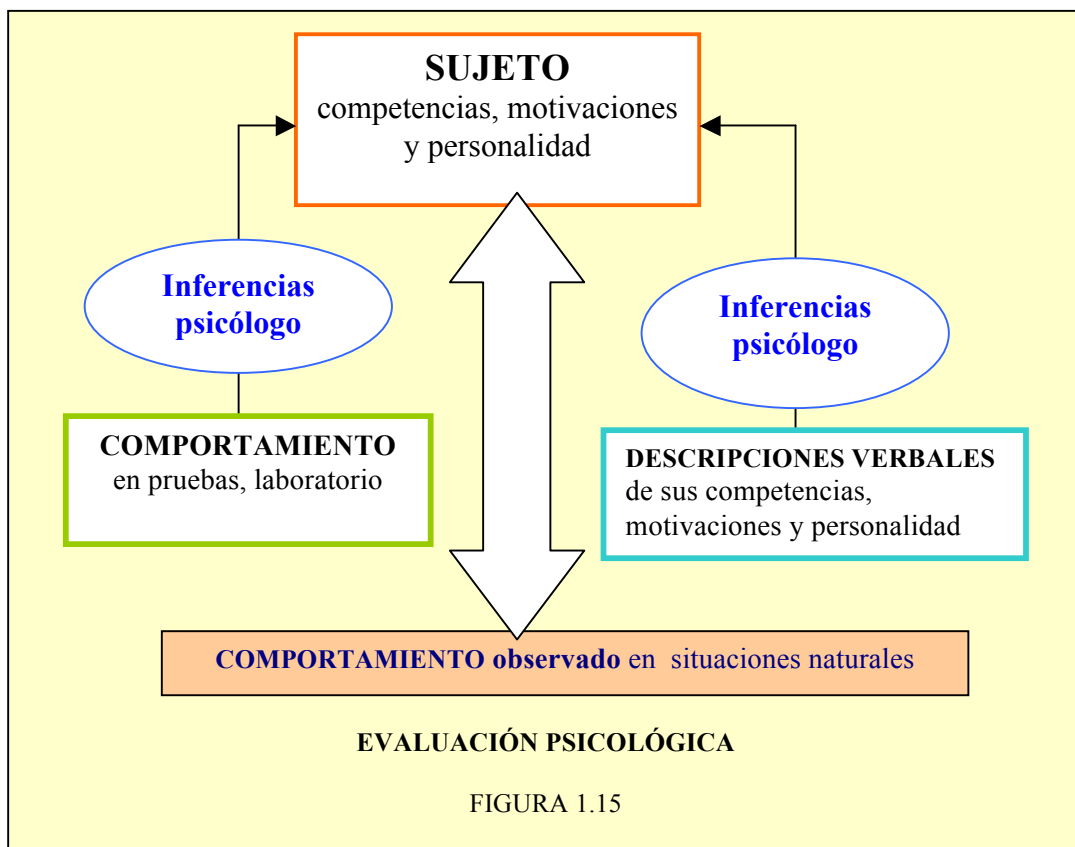 SUJETO
competencias, motivaciones
y personalidad
Inferencias
psicólogo
Inferencias
psicólogo
COMPORTAMIENTO
en pruebas, laboratorio
DESCRIPCIONES VERBALES
de sus competencias,
motivaciones y personalidad
COMPORTAMIENTO observado en situaciones naturales
EVALUACIÓN PSICOLÓGICA
FIGURA 1.15